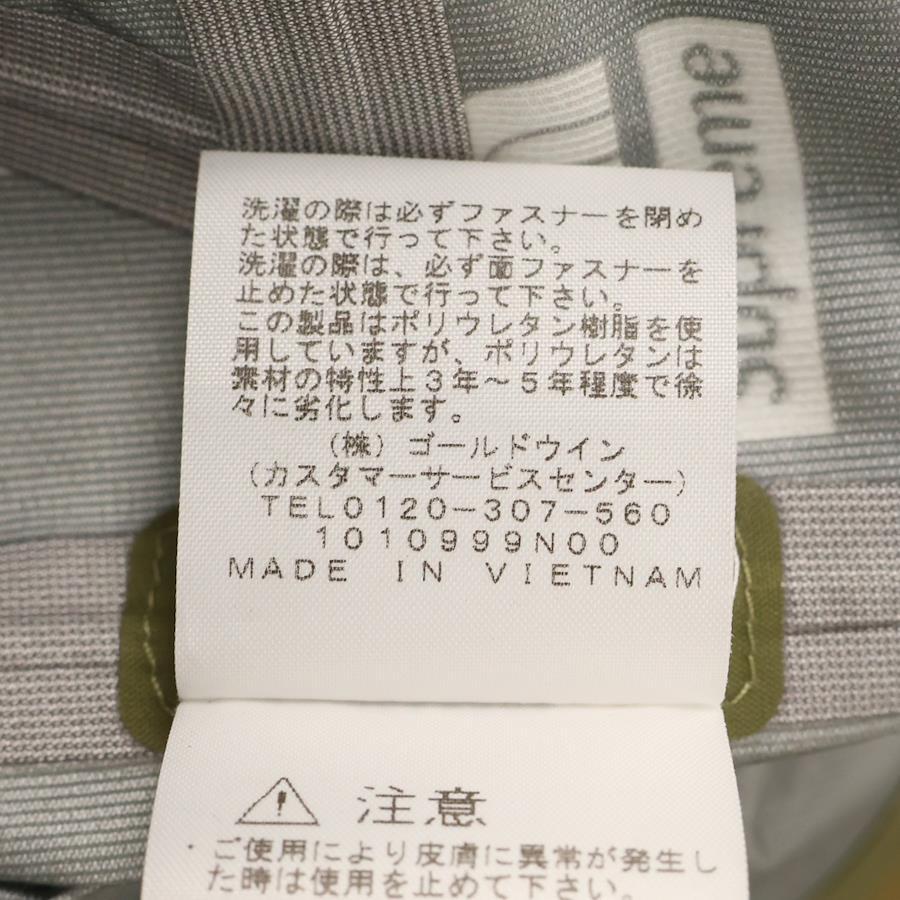 洗濯の際は必ずファスナーを閉め
た状態で行って下さい。
洗濯の際は、必ず面ファスナーを
止めた状態で行って下さい。
この製品はポリウレタン樹脂を使
用していますが、ポリウレタンは
素材の特性上3年～5年程度で徐
々に劣化します。
(株)ゴールドウイン
(カスタマーサービスセンター)
TEL0120-307-560
1010999N00
MADE IN VIETNAM
注意
・ご使用により皮膚に異常が発生し
た時は使用を止めて下さい。